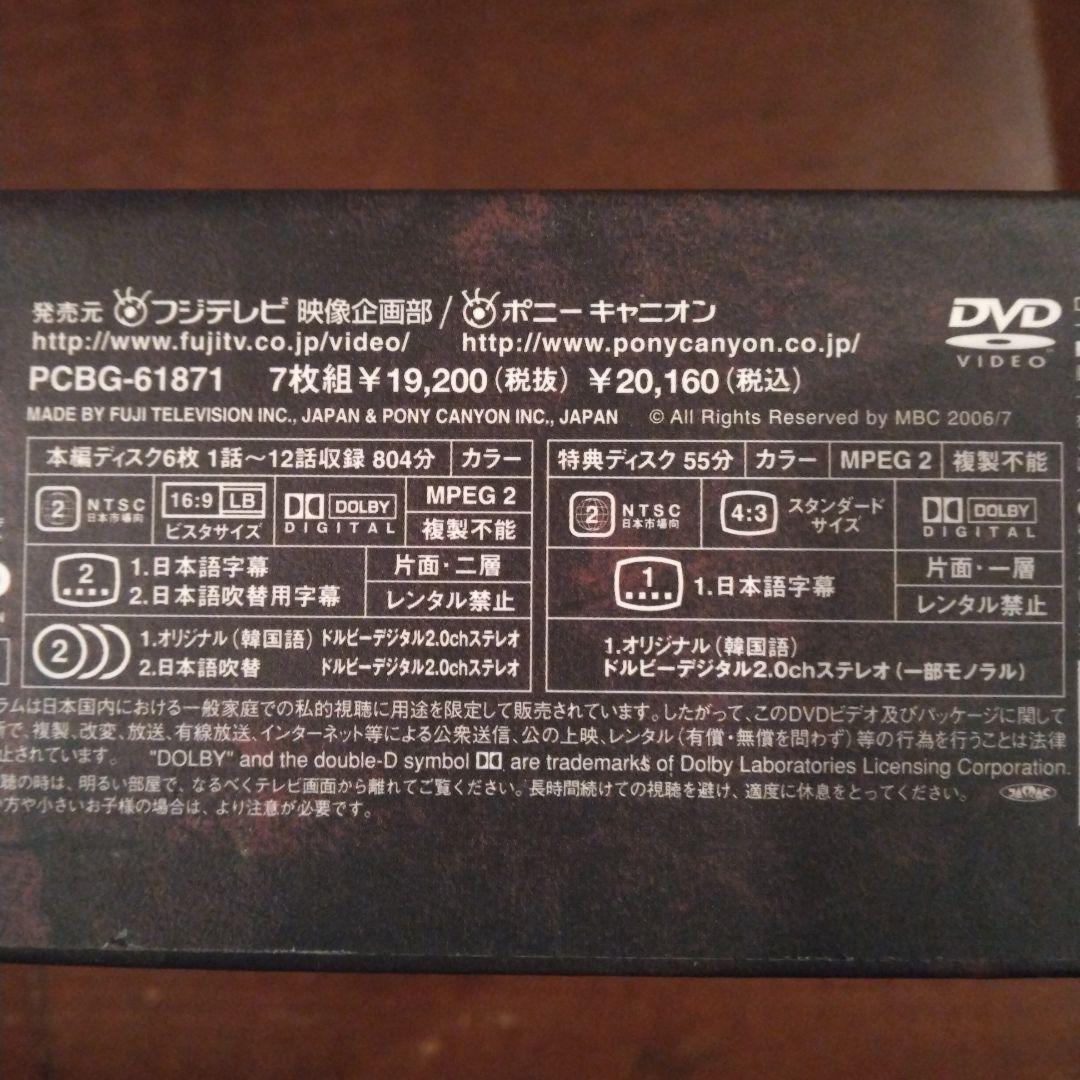 発売元 フジテレビ 映像企画部 / ポニーキャニオン
http://www.fujitv.co.jp/video/ http://www.ponycanyon.co.jp/
DVD
VIDEO
PCBG-61871 7枚組 ¥19,200(税抜) ¥20,160(税込)
MADE BY FUJI TELEVISION INC., JAPAN & PONY CANYON INC., JAPAN © All Rights Reserved by MBC 2006/7
本編ディスク6枚 1話～12話収録 804分 カラー
2 NTSC 日本市場向
16:9 LB
ビスタサイズ
DOLBY
DIGITAL
MPEG 2
複製不能
2
1.日本語字幕
2.日本語吹替用字幕
片面・二層
レンタル禁止
2
1.オリジナル(韓国語) ドルビーデジタル2.0chステレオ
2.日本語吹替 ドルビーデジタル2.0chステレオ
特典ディスク 55分 カラー MPEG 2 複製不能
2 NTSC 日本市場向
4:3 スタンダード
サイズ
DOLBY
DIGITAL
1
1.日本語字幕
片面・一層
レンタル禁止
1.オリジナル(韓国語)
ドルビーデジタル2.0chステレオ(一部モノラル)
ラムは日本国内における一般家庭での私的視聴に用途を限定して販売されています。したがって、このDVDビデオ及びパッケージに関して
で、複製、改変、放送、有線放送、インターネット等による公衆送信、公の上映、レンタル(有償・無償を問わず)等の行為を行うことは法律
止されています。 "DOLBY" and the double-D symbol are trademarks of Dolby Laboratories Licensing Corporation.
聴の時は、明るい部屋で、なるべくテレビ画面から離れてご覧ください。長時間続けての視聴を避け、適度に休息をとってください。
方や小さいお子様の場合は、より注意が必要です。